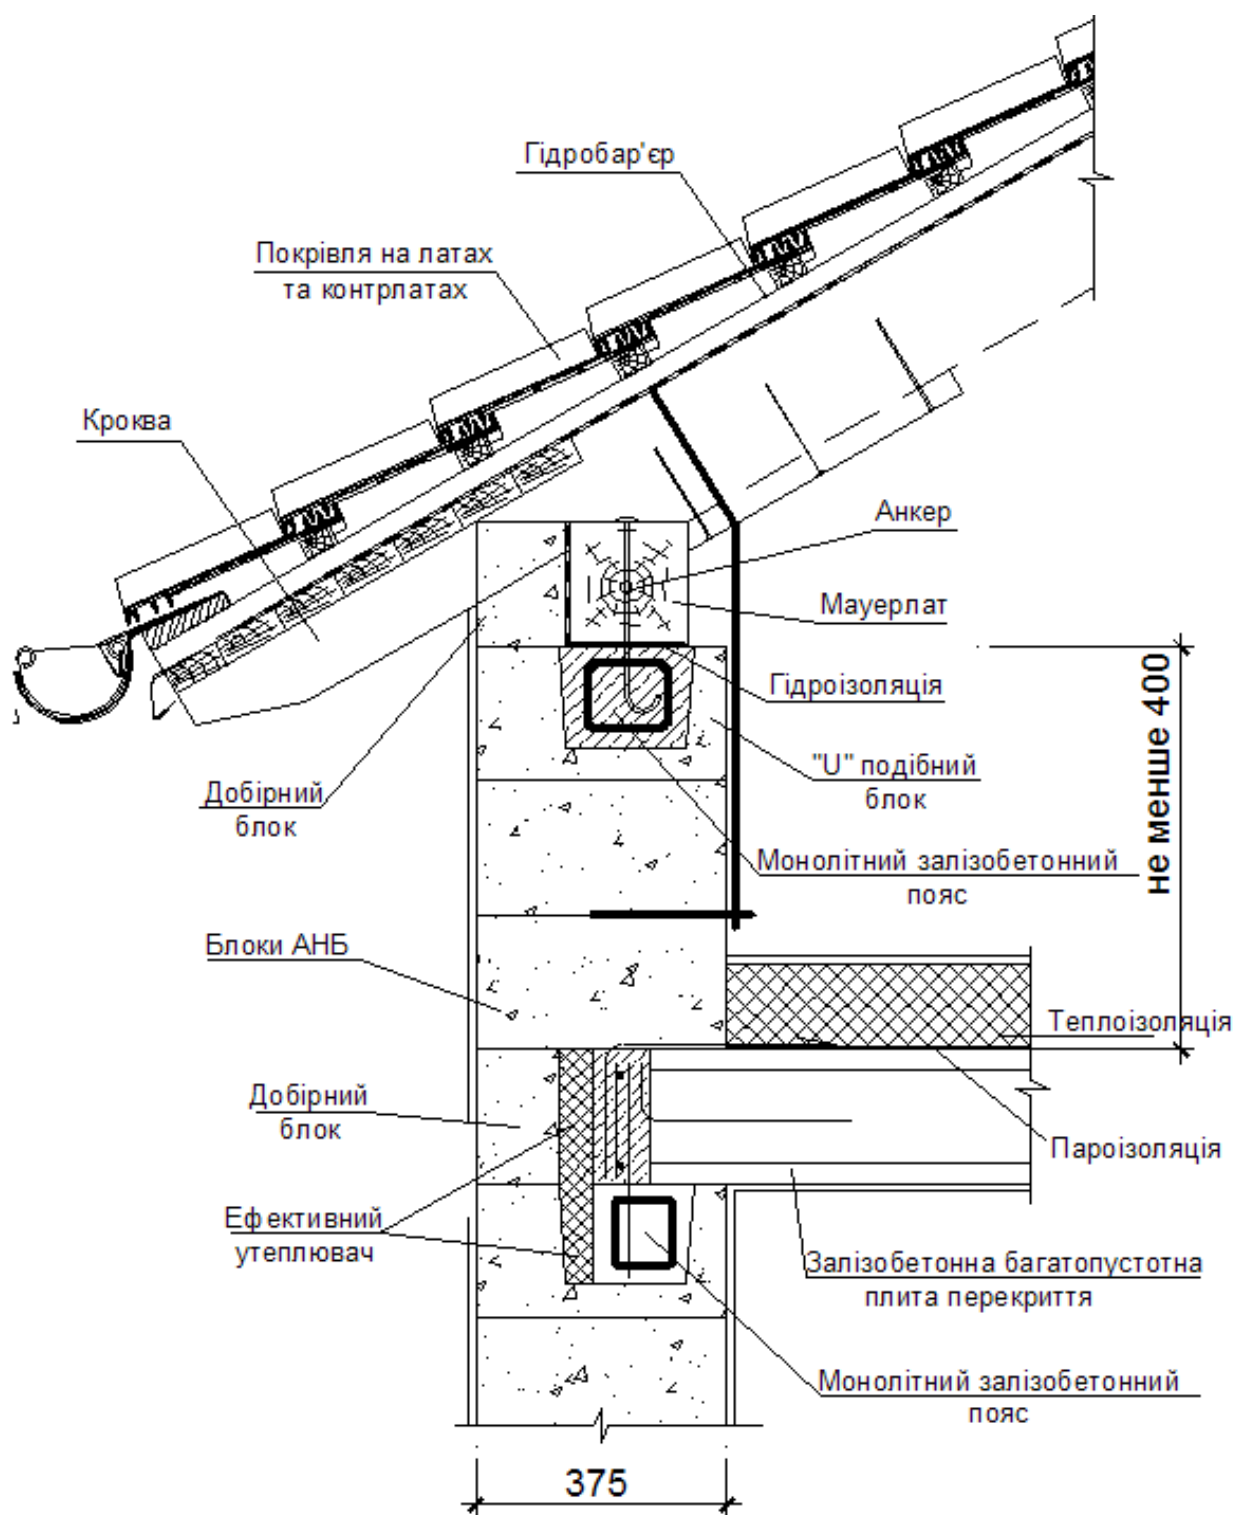 Гідробар'єр
Покрівля на латах
та контрлатах
Кроква
Анкер
Мауерлат
Гідроізоляція
Добірний
блок
"U" подібний
блок
Монолітний залізобетонний
пояс
не менше 400
Блоки АНБ
Теплоізоляція
Добірний
блок
Пароізоляція
Ефективний
утеплювач
Залізобетонна багатопустотна
плита перекриття
Монолітний залізобетонний
пояс
375